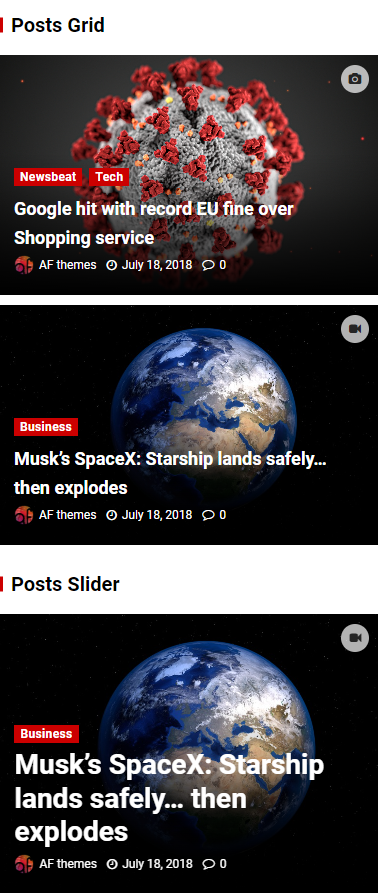 Posts Grid
Newsbeat Tech
Google hit with record EU fine over
Shopping service
AF themes July 18, 2018 0
Business
Musk’s SpaceX: Starship lands safely…
then explodes
AF themes July 18, 2018 0
Posts Slider
Business
Musk’s SpaceX: Starship
lands safely… then
explodes
AF themes July 18, 2018 0